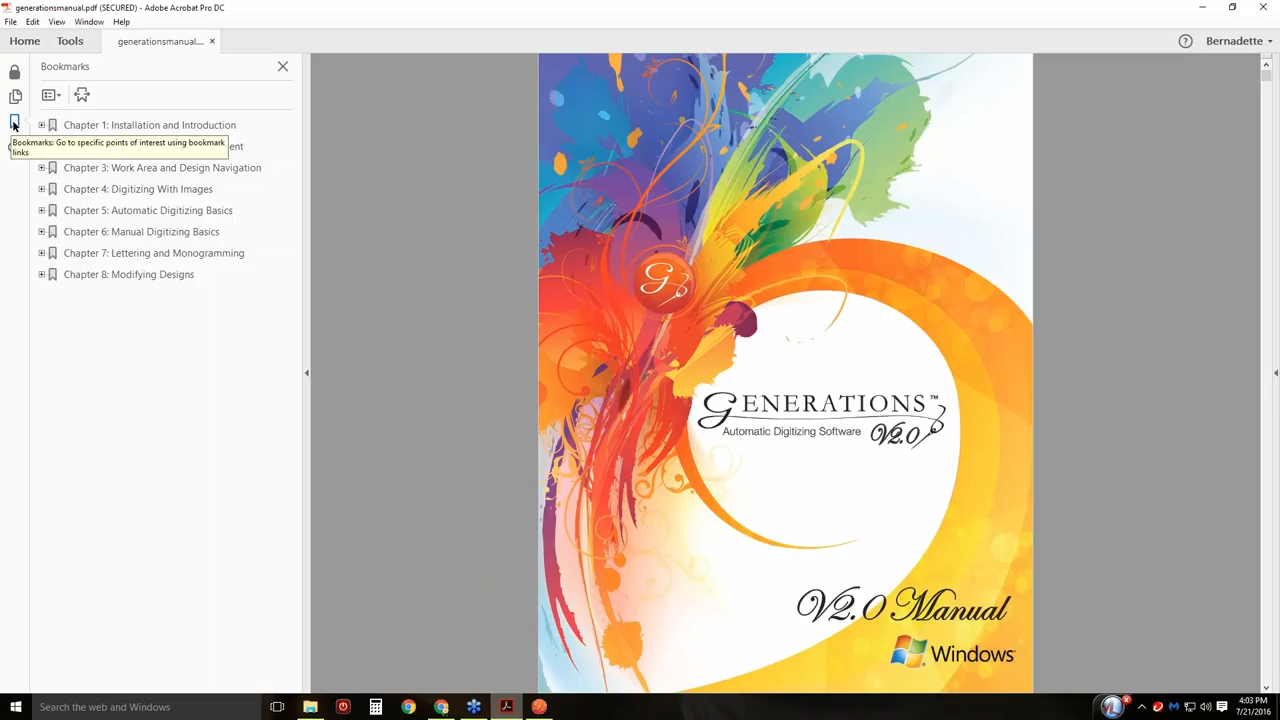 generationsmanual.pdf (SECURED) - Adobe Acrobat Pro DC
File Edit View Window Help
Home Tools generationsmanual.... × Bernadette
Bookmarks
Chapter 1: Installation and Introduction
Bookmarks: Go to specific points of interest using bookmark
links
ent
Chapter 3: Work Area and Design Navigation
Chapter 4: Digitizing With Images
Chapter 5: Automatic Digitizing Basics
Chapter 6: Manual Digitizing Basics
Chapter 7: Lettering and Monogramming
Chapter 8: Modifying Designs
G
GENERATIONS™
Automatic Digitizing Software V2.0
V2.0 Manual
Windows®
Search the web and Windows
4:03 PM
7/21/2016